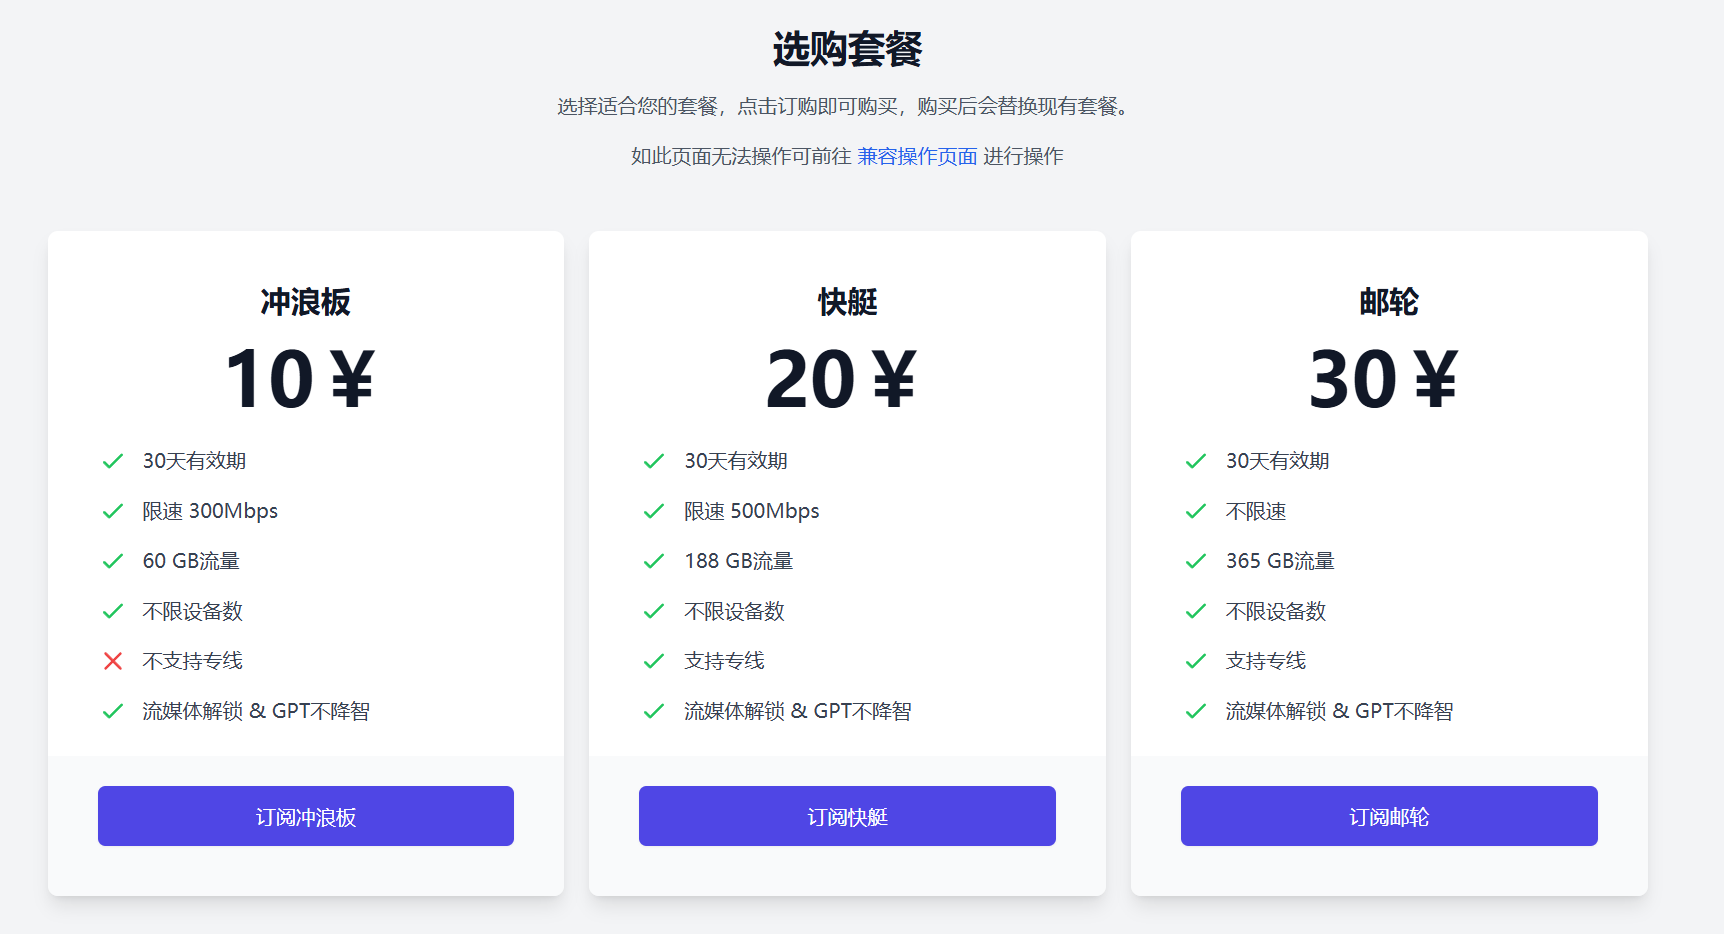 选购套餐
选择适合您的套餐，点击订购即可购买，购买后会替换现有套餐。
如此页面无法操作可前往 兼容操作页面 进行操作
冲浪板
10¥
30天有效期
限速 300Mbps
60 GB流量
不限设备数
不支持专线
流媒体解锁 & GPT不降智
订阅冲浪板
快艇
20¥
30天有效期
限速 500Mbps
188 GB流量
不限设备数
支持专线
流媒体解锁 & GPT不降智
订阅快艇
邮轮
30¥
30天有效期
不限速
365 GB流量
不限设备数
支持专线
流媒体解锁 & GPT不降智
订阅邮轮